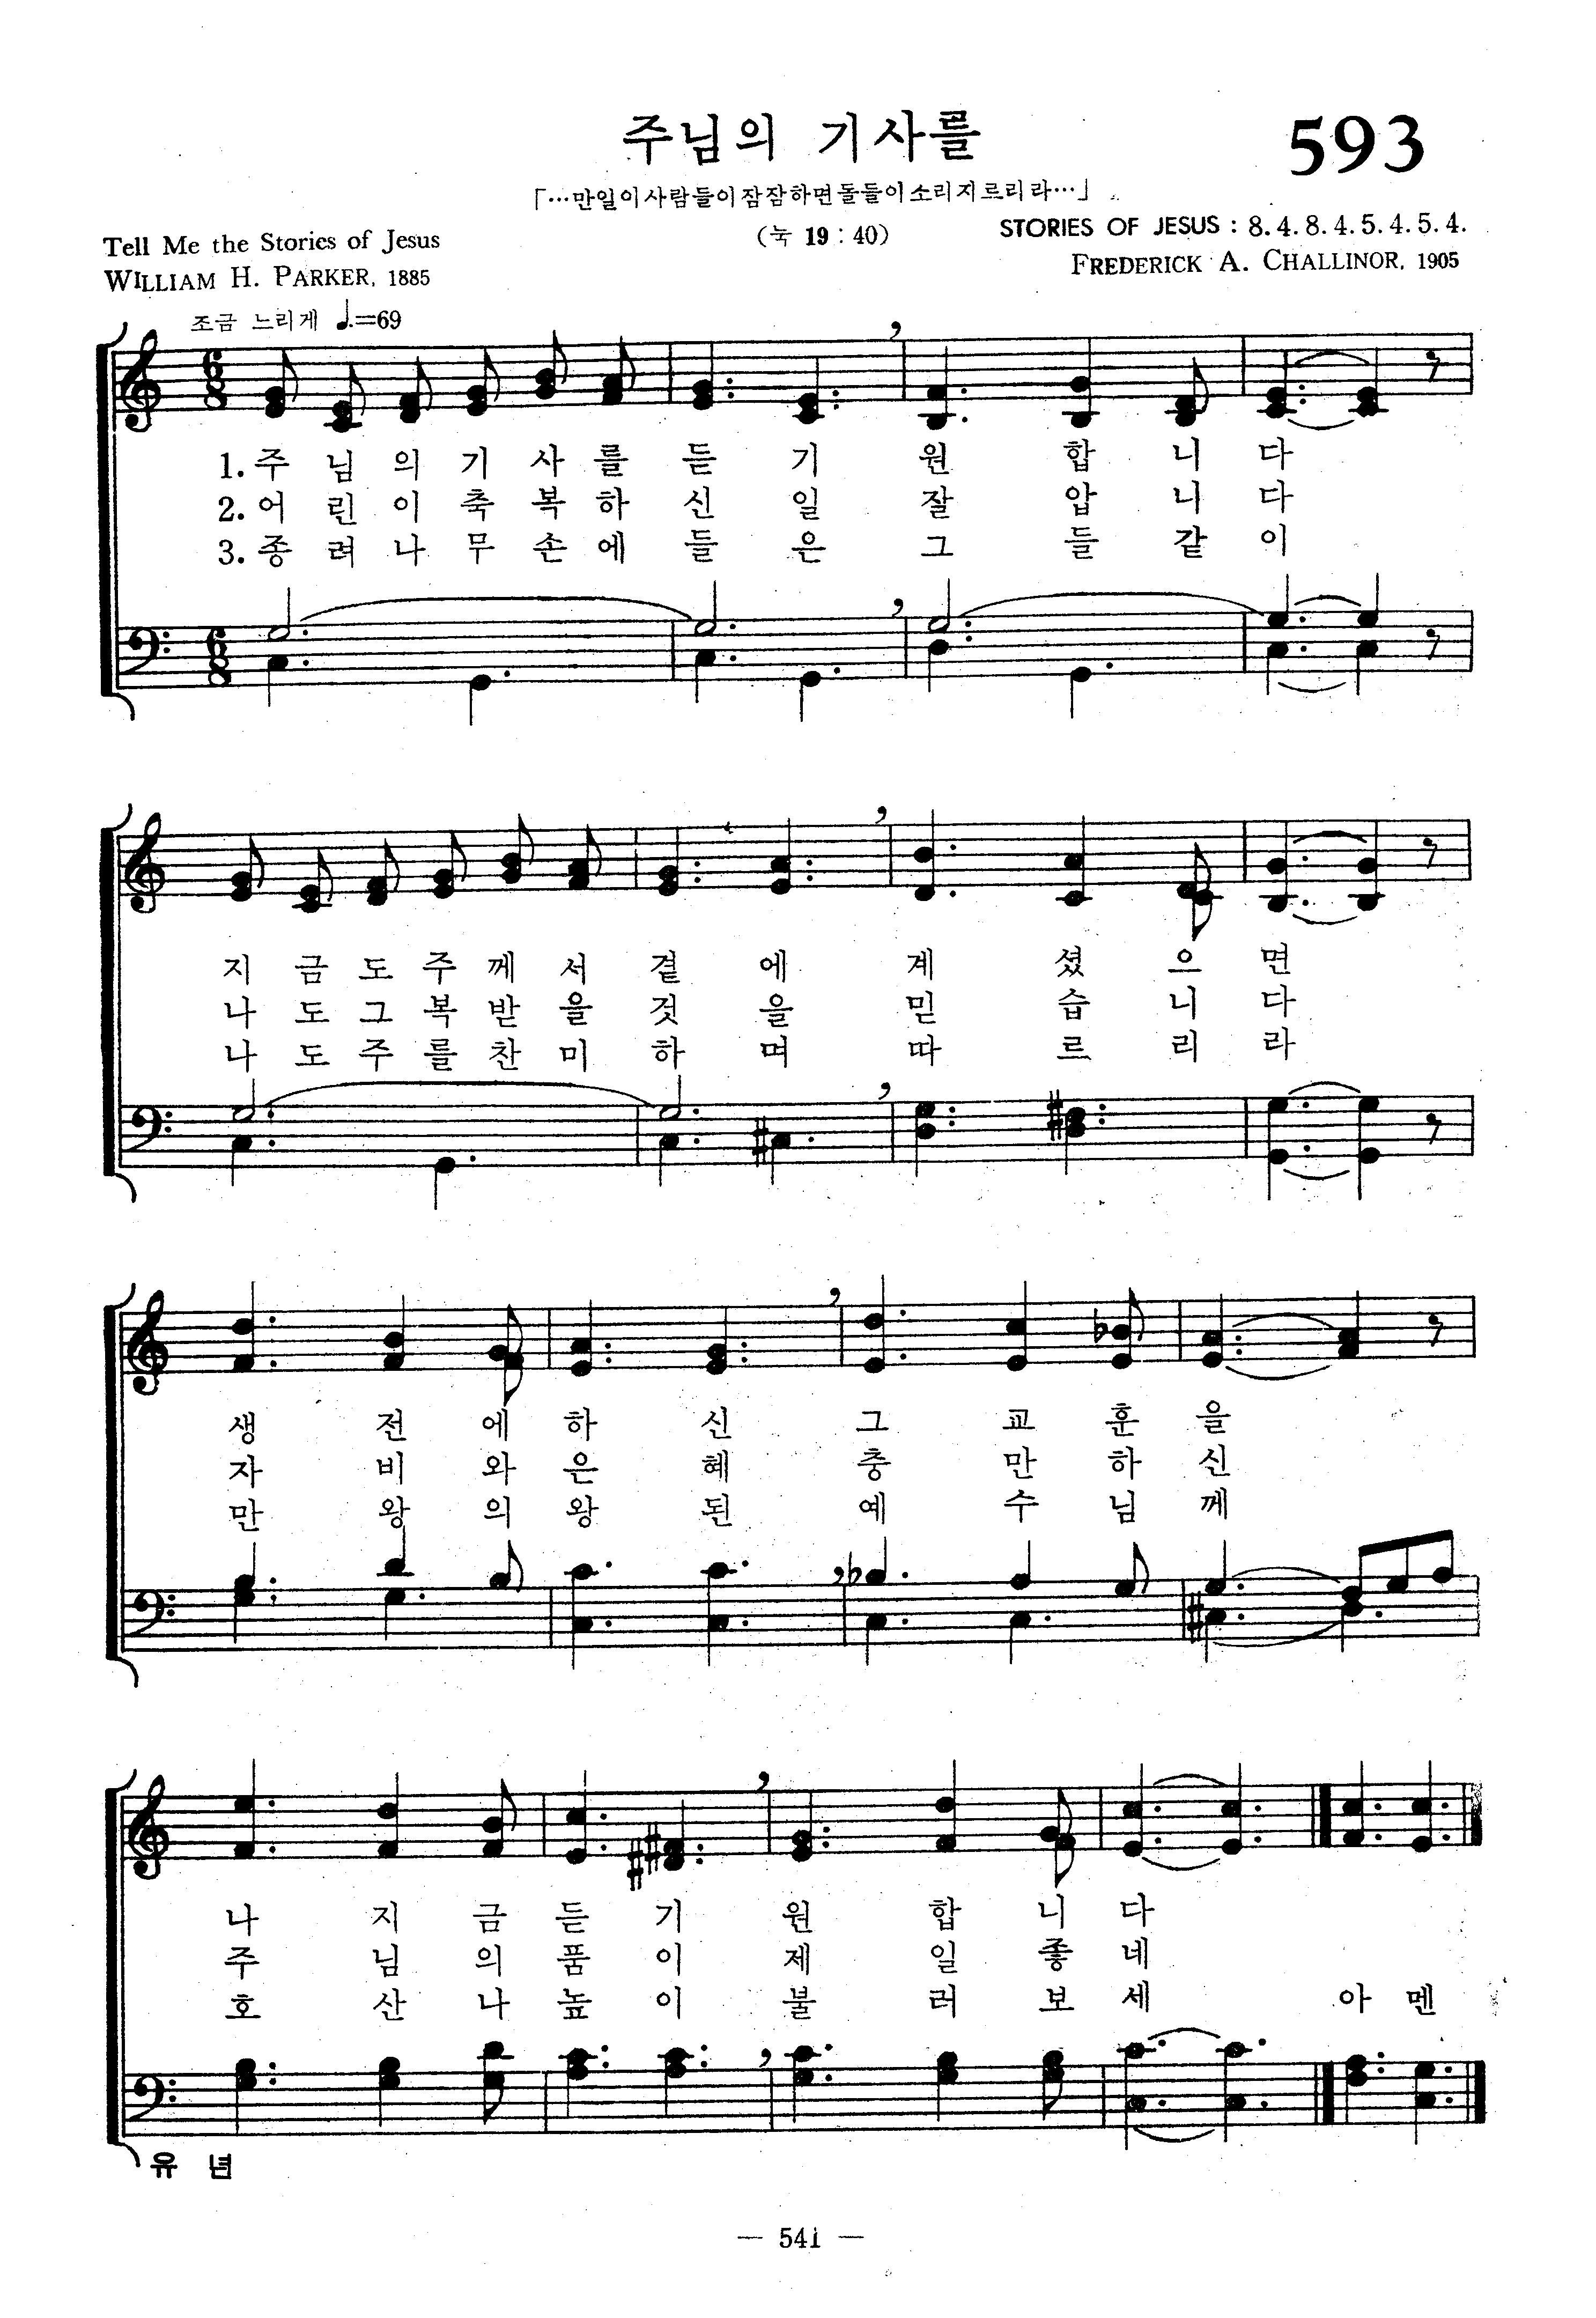 주님의 기사를
593
「…만일이사람들이잠잠하면돌들이소리지르리라…」
Tell Me the Stories of Jesus
(눅 19 : 40)
STORIES OF JESUS : 8. 4. 8. 4. 5. 4. 5. 4.
WILLIAM H. PARKER, 1885
FREDERICK A. CHALLINOR, 1905
조금 느리게 ♩.=69
1. 주 님 의 기 사 를 듣 기 원 합 니 다
2. 어 린 이 축 복 하 신 일 잘 압 니 다
3. 종 려 나 무 손 에 들 은 그 들 같 이
지 금 도 주 께 서 곁 에 계 셨 으 면
나 도 그 복 받 을 것 을 믿 습 니 다
나 도 주 를 찬 미 하 며 따 르 리 라
생 전 에 하 신 그 교 훈 을
자 비 와 은 혜 충 만 하 신
만 왕 의 왕 된 예 수 님 께
나 지 금 듣 기 원 합 니 다
주 님 의 품 이 제 일 좋 네
호 산 나 높 이 불 러 보 세 아 멘
유 년
— 541 —